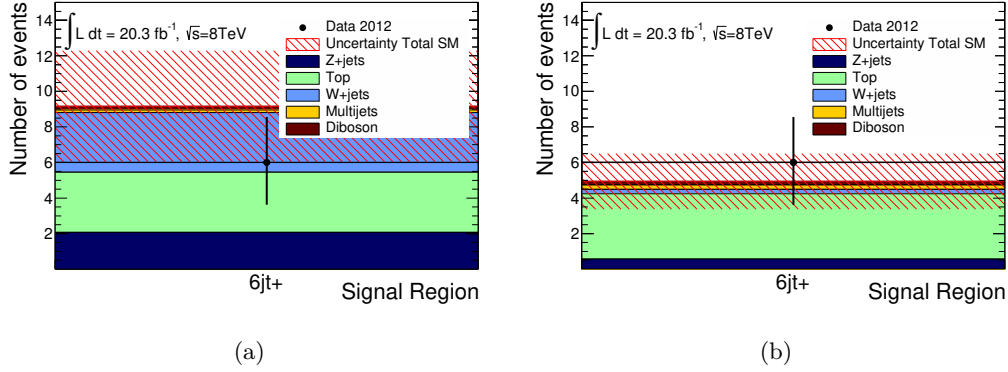 Number of events
14
12
10
8
6
4
2
∫ L dt = 20.3 fb⁻¹, √s=8TeV
Data 2012
Uncertainty Total SM
Z+jets
Top
W+jets
Multijets
Diboson
6jt+
Signal Region
(a)
Number of events
14
12
10
8
6
4
2
∫ L dt = 20.3 fb⁻¹, √s=8TeV
Data 2012
Uncertainty Total SM
Z+jets
Top
W+jets
Multijets
Diboson
6jt+
Signal Region
(b)